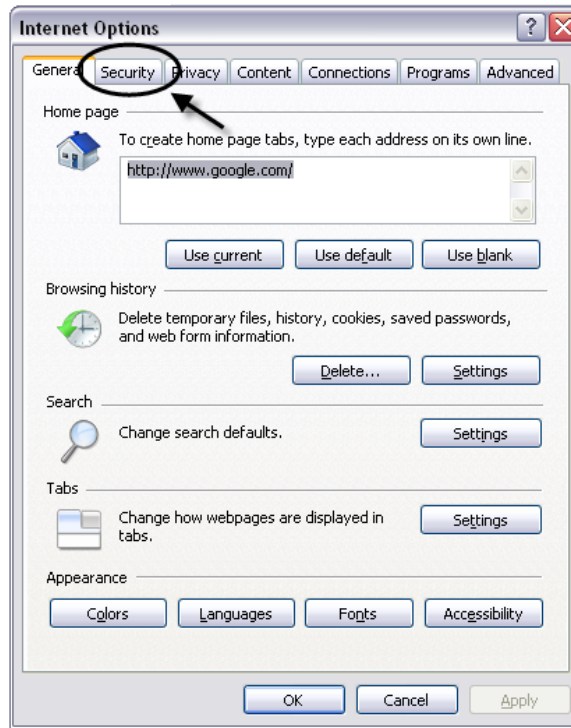 Internet Options
General Security Privacy Content Connections Programs Advanced
Home page
To create home page tabs, type each address on its own line.
http://www.google.com/
Use current Use default Use blank
Browsing history
Delete temporary files, history, cookies, saved passwords,
and web form information.
Delete... Settings
Search
Change search defaults. Settings
Tabs
Change how webpages are displayed in
tabs.
Settings
Appearance
Colors Languages Fonts Accessibility
OK Cancel Apply